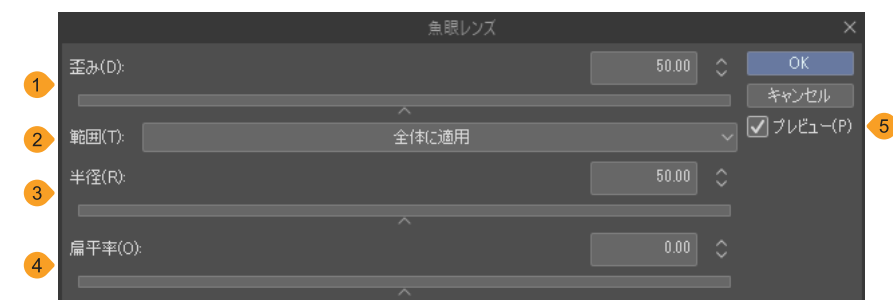 魚眼レンズ
1
歪み(D):
50.00
OK
キャンセル
2
範囲(T):
全体に適用
プレビュー(P)
5
3
半径(R):
50.00
4
扁平率(O):
0.00